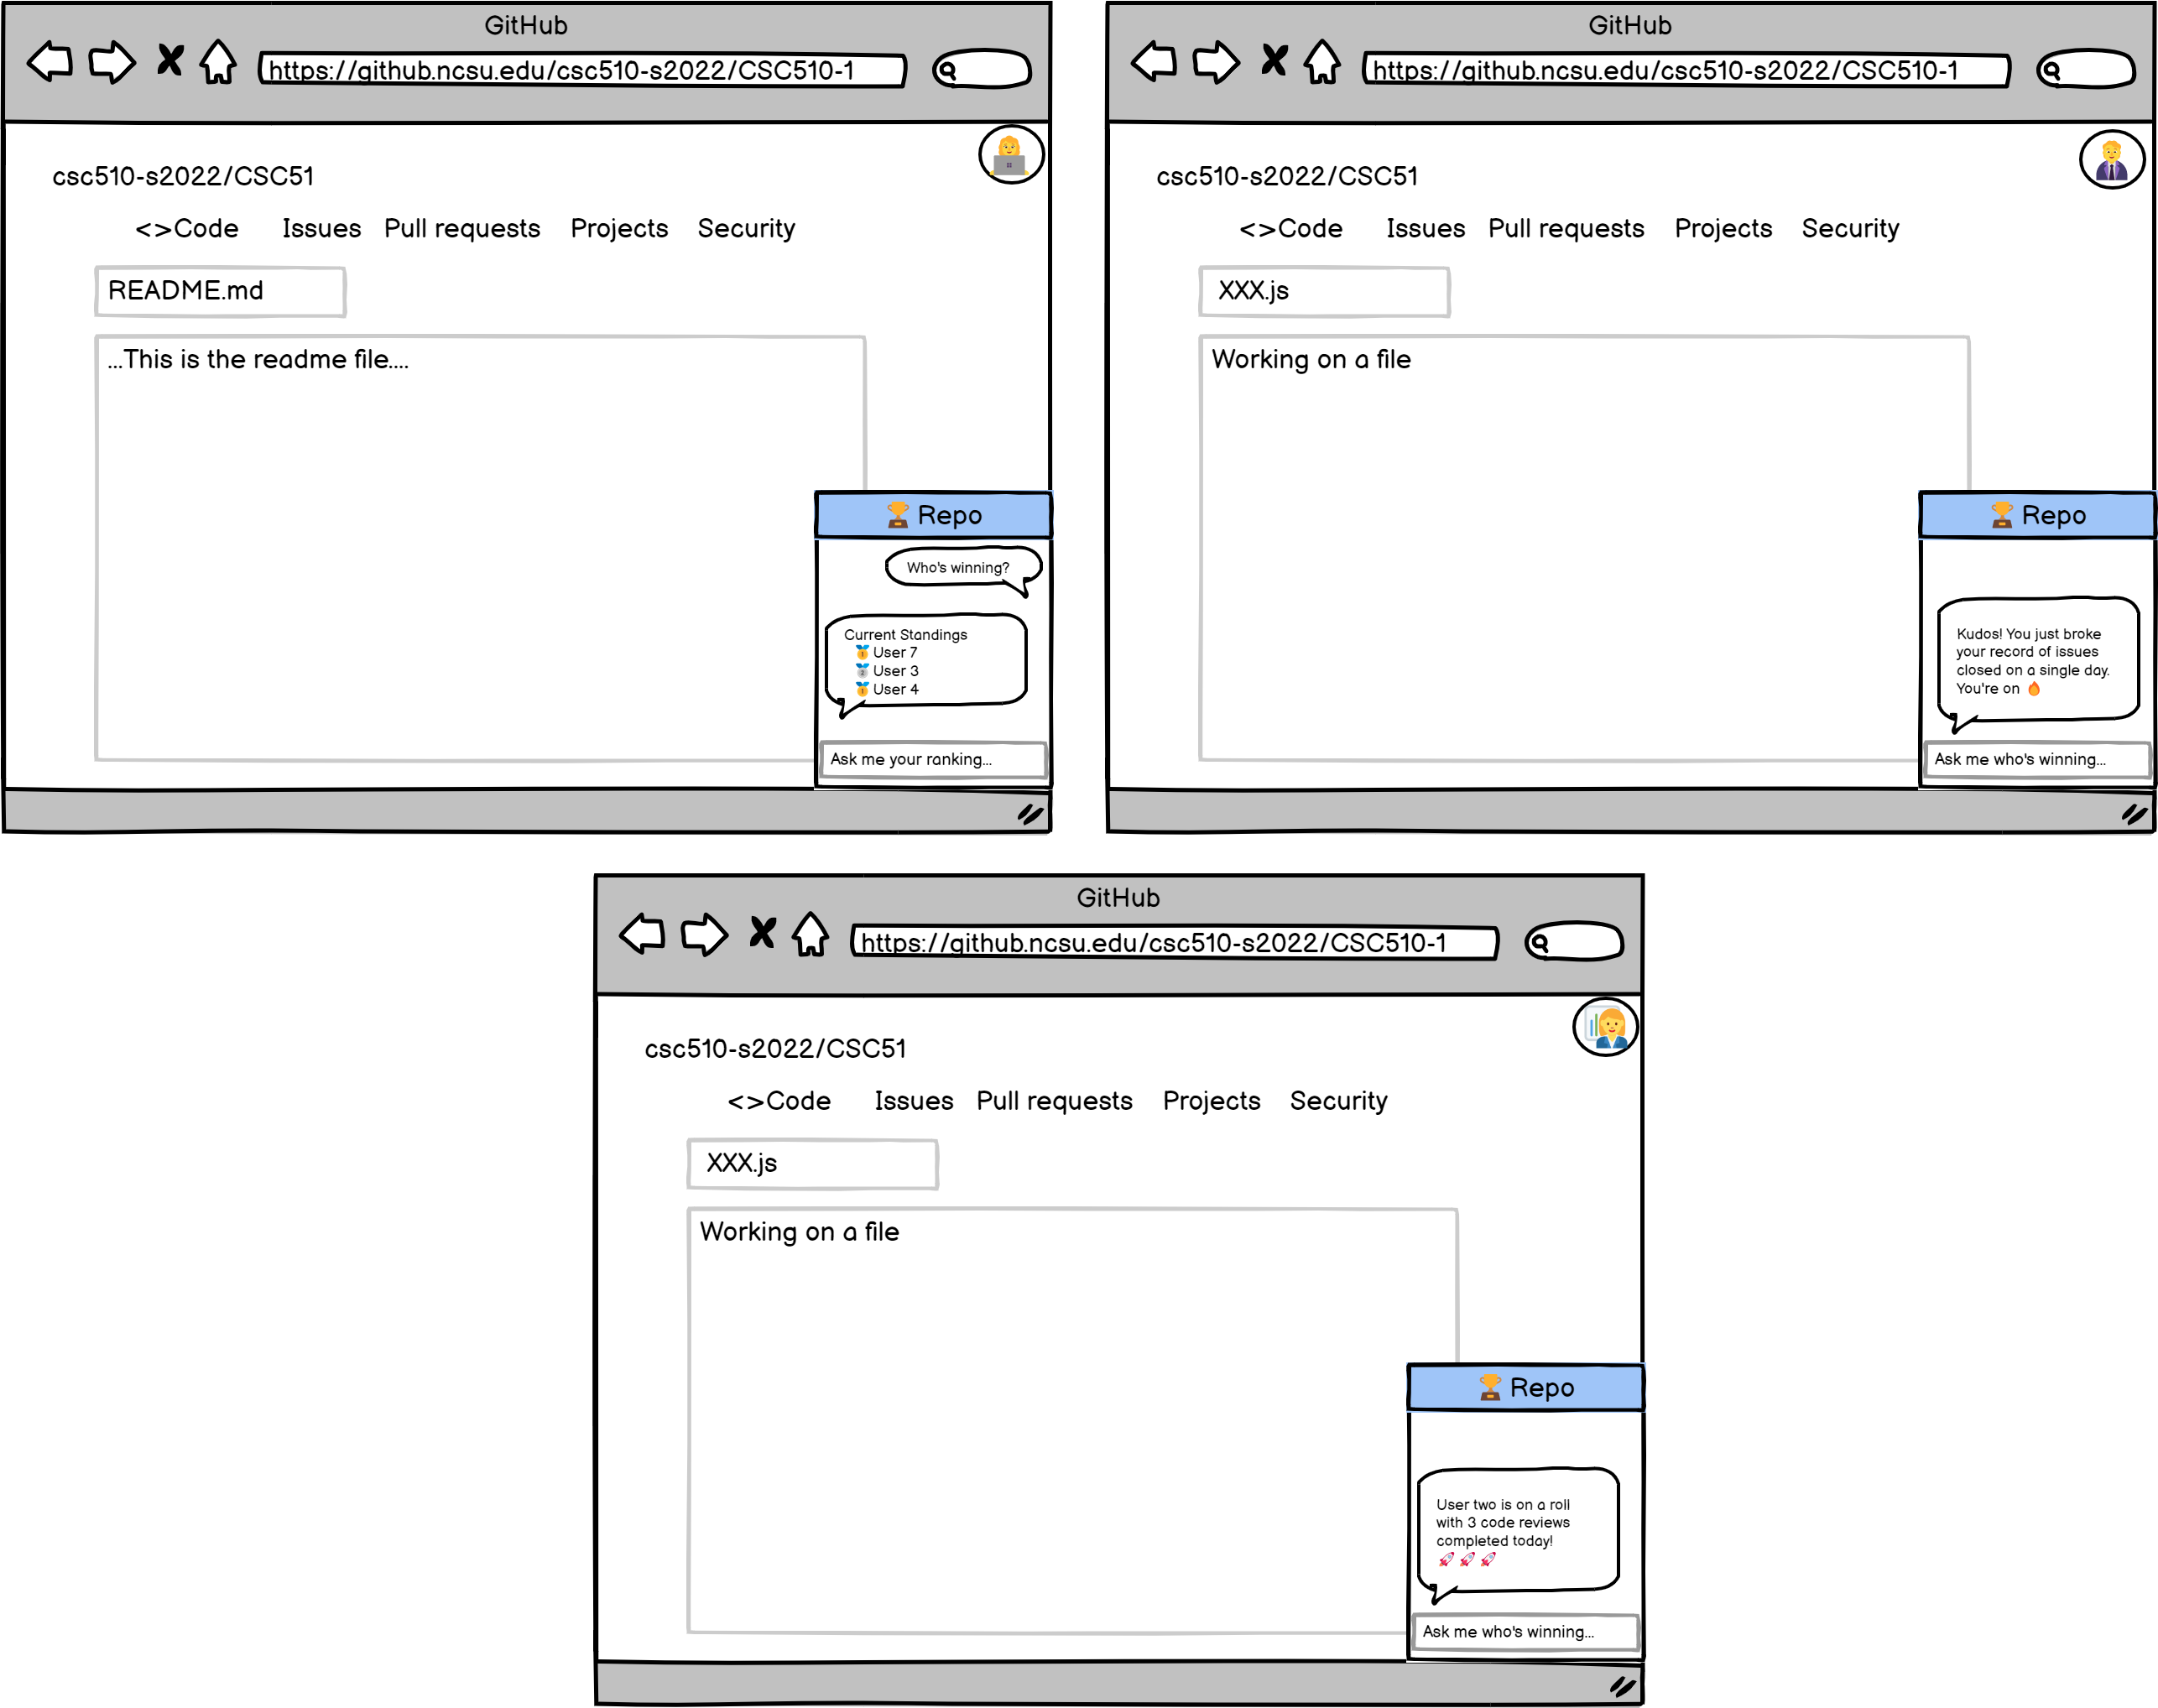 GitHub
https://github.ncsu.edu/csc510-s2022/CSC510-1
csc510-s2022/CSC51
<>Code Issues Pull requests Projects Security
README.md
...This is the readme file....
🏆 Repo
Who's winning?
Current Standings
🥇 User 7
🥈 User 3
🥇 User 4
Ask me your ranking...
GitHub
https://github.ncsu.edu/csc510-s2022/CSC510-1
csc510-s2022/CSC51
<>Code Issues Pull requests Projects Security
XXX.js
Working on a file
🏆 Repo
Kudos! You just broke
your record of issues
closed on a single day.
You're on 🔥
Ask me who's winning...
GitHub
https://github.ncsu.edu/csc510-s2022/CSC510-1
csc510-s2022/CSC51
<>Code Issues Pull requests Projects Security
XXX.js
Working on a file
🏆 Repo
User two is on a roll
with 3 code reviews
completed today!
🚀🚀🚀
Ask me who's winning...